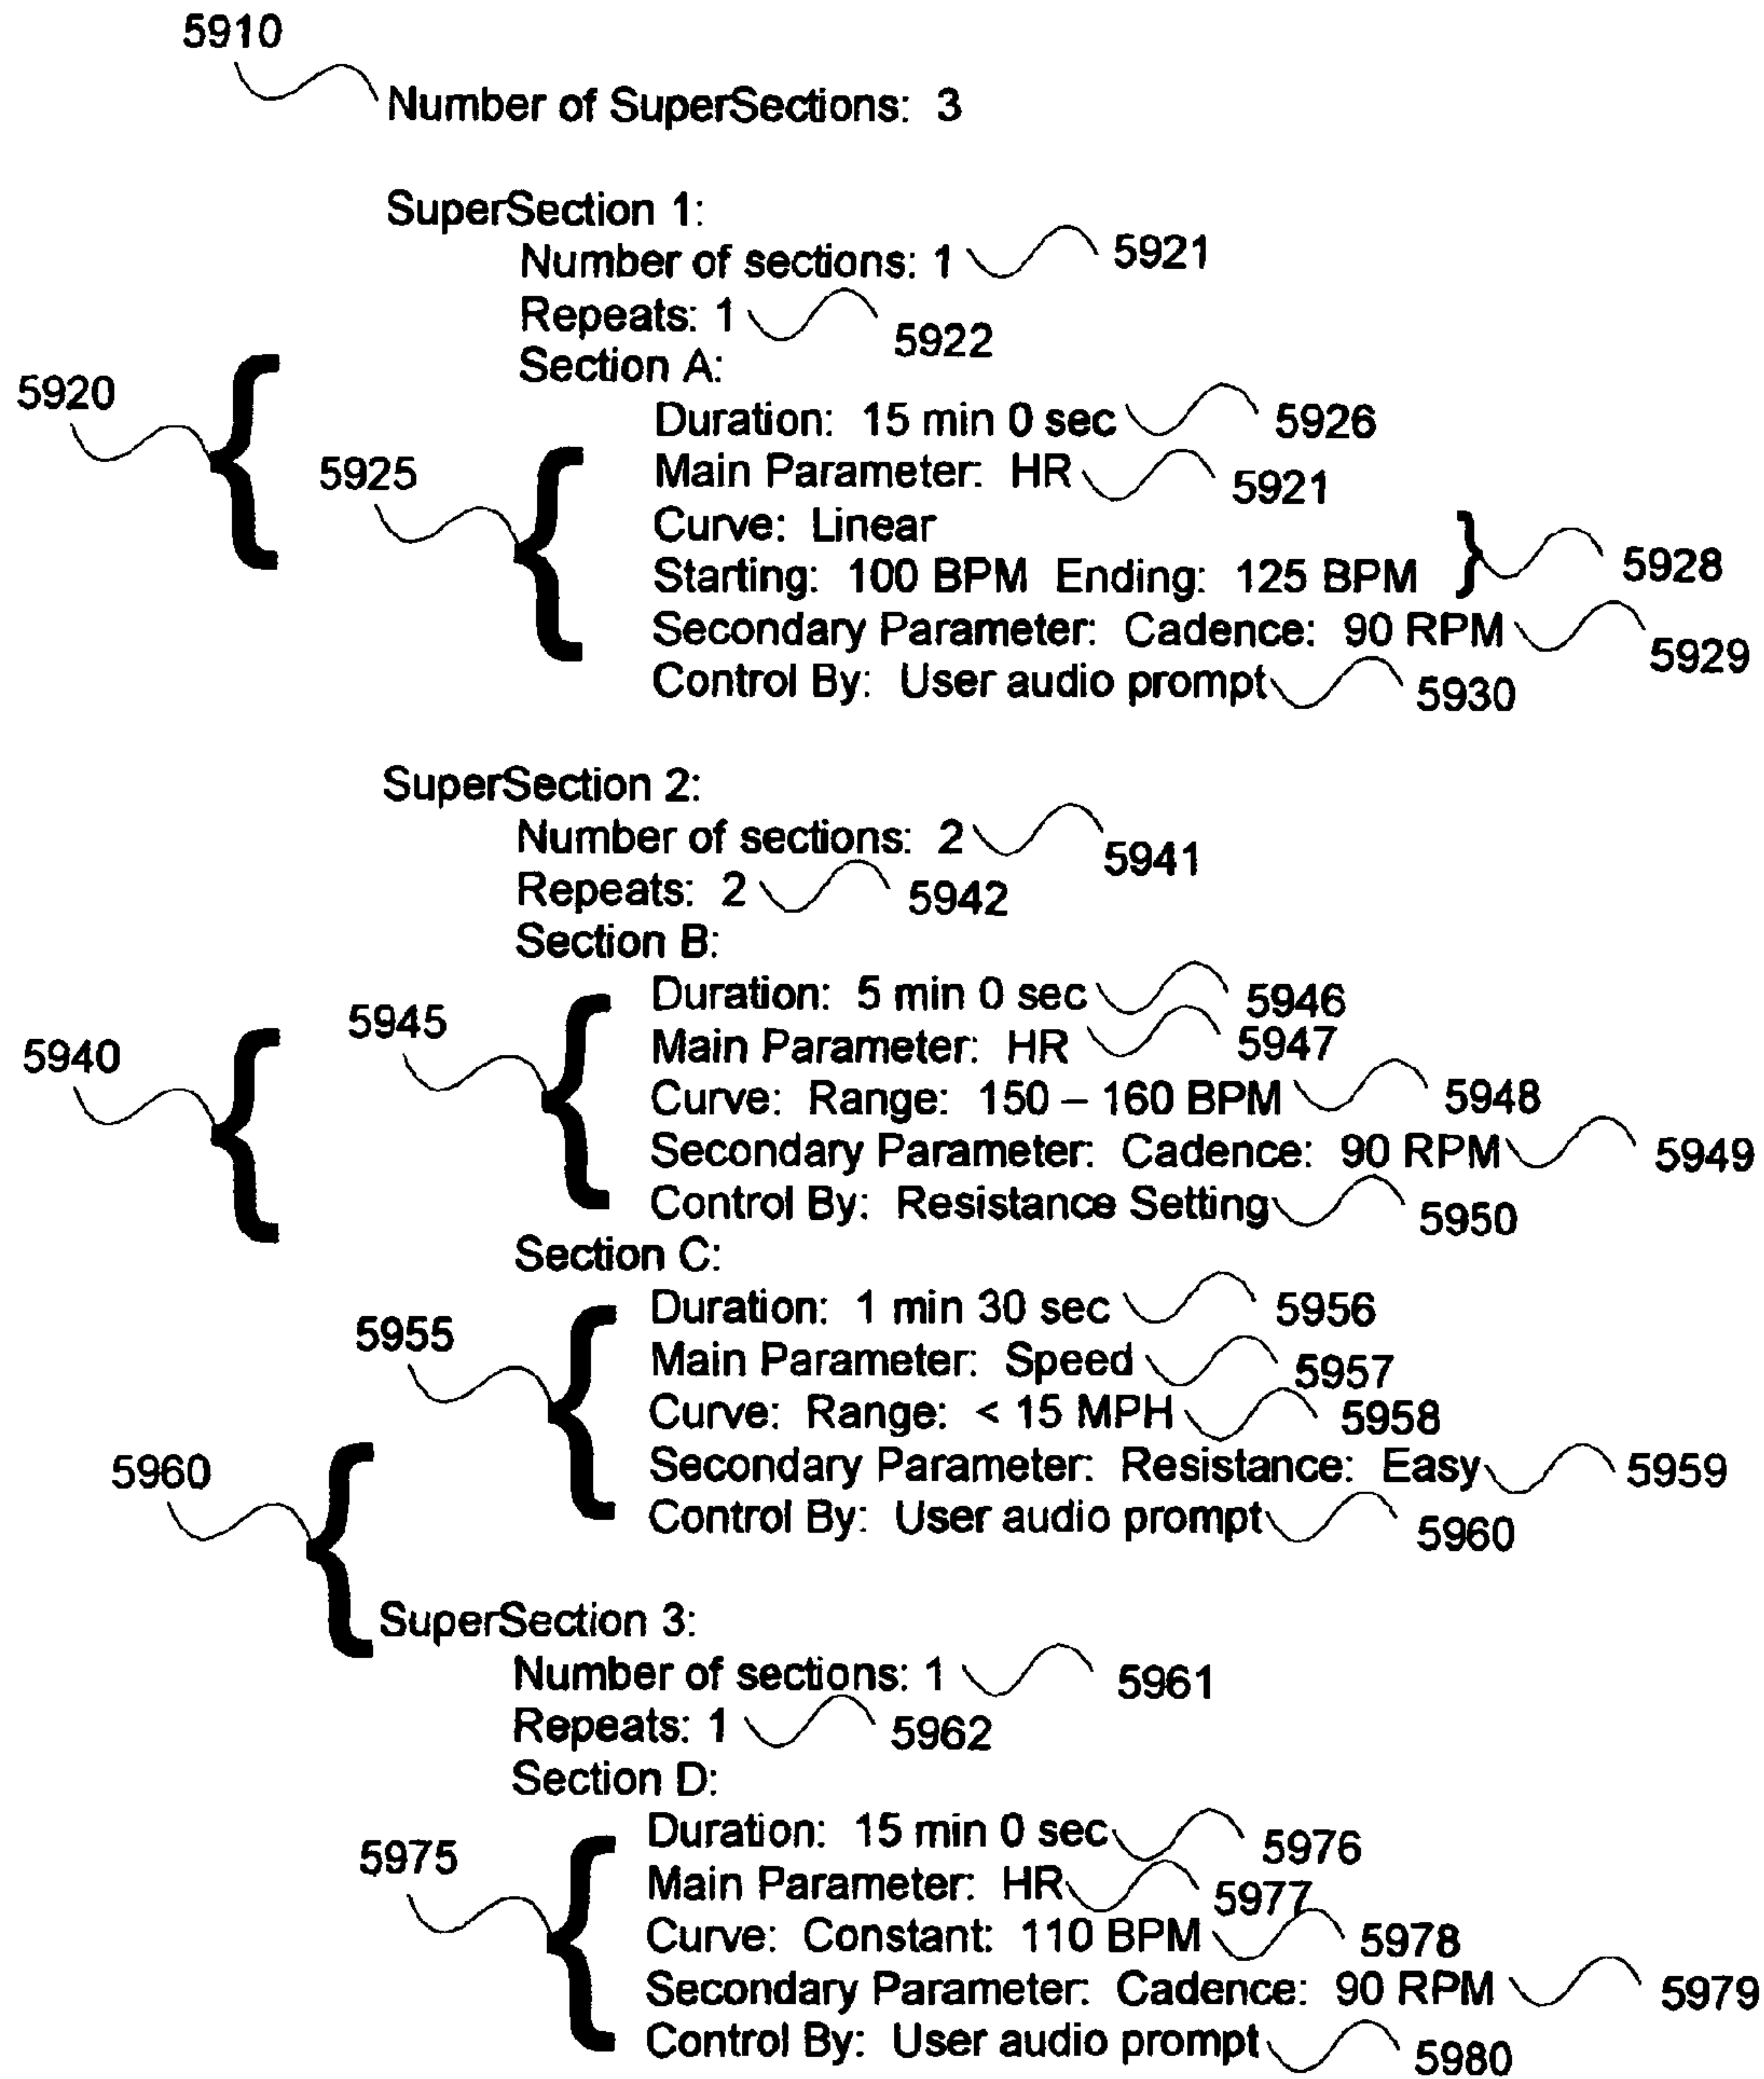 5910
Number of SuperSections: 3
SuperSection 1:
Number of sections: 1 5921
Repeats: 1 5922
Section A:
5920
Duration: 15 min 0 sec 5926
5925 Main Parameter: HR 5921
Curve: Linear
Starting: 100 BPM Ending: 125 BPM } 5928
Secondary Parameter: Cadence: 90 RPM 5929
Control By: User audio prompt 5930
SuperSection 2:
Number of sections: 2 5941
Repeats: 2 5942
Section B:
Duration: 5 min 0 sec 5946
5940 5945 Main Parameter: HR 5947
Curve: Range: 150 – 160 BPM 5948
Secondary Parameter: Cadence: 90 RPM 5949
Control By: Resistance Setting 5950
Section C:
Duration: 1 min 30 sec 5956
5955 Main Parameter: Speed 5957
Curve: Range: < 15 MPH 5958
5960 Secondary Parameter: Resistance: Easy 5959
Control By: User audio prompt 5960
SuperSection 3:
Number of sections: 1 5961
Repeats: 1 5962
Section D:
Duration: 15 min 0 sec 5976
5975 Main Parameter: HR 5977
Curve: Constant: 110 BPM 5978
Secondary Parameter: Cadence: 90 RPM 5979
Control By: User audio prompt 5980